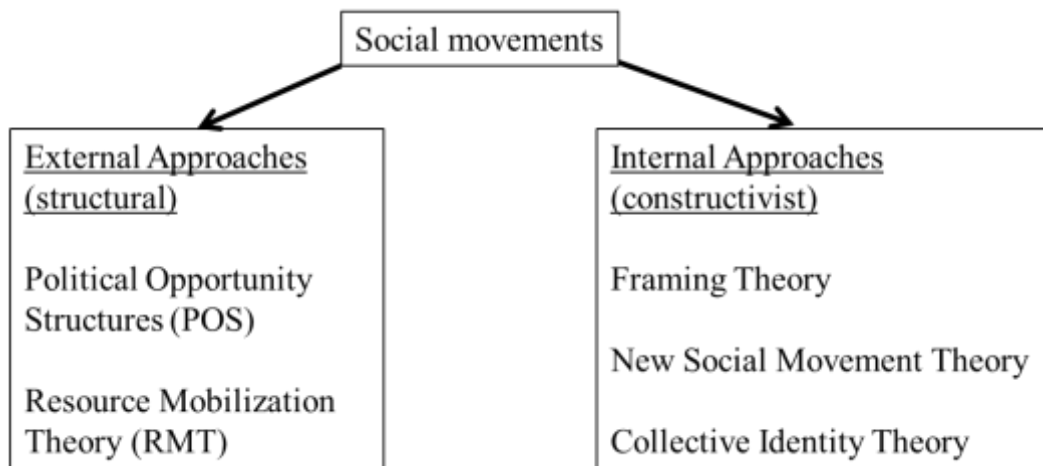 Social movements
External Approaches
(structural)
Political Opportunity
Structures (POS)
Resource Mobilization
Theory (RMT)
Internal Approaches
(constructivist)
Framing Theory
New Social Movement Theory
Collective Identity Theory